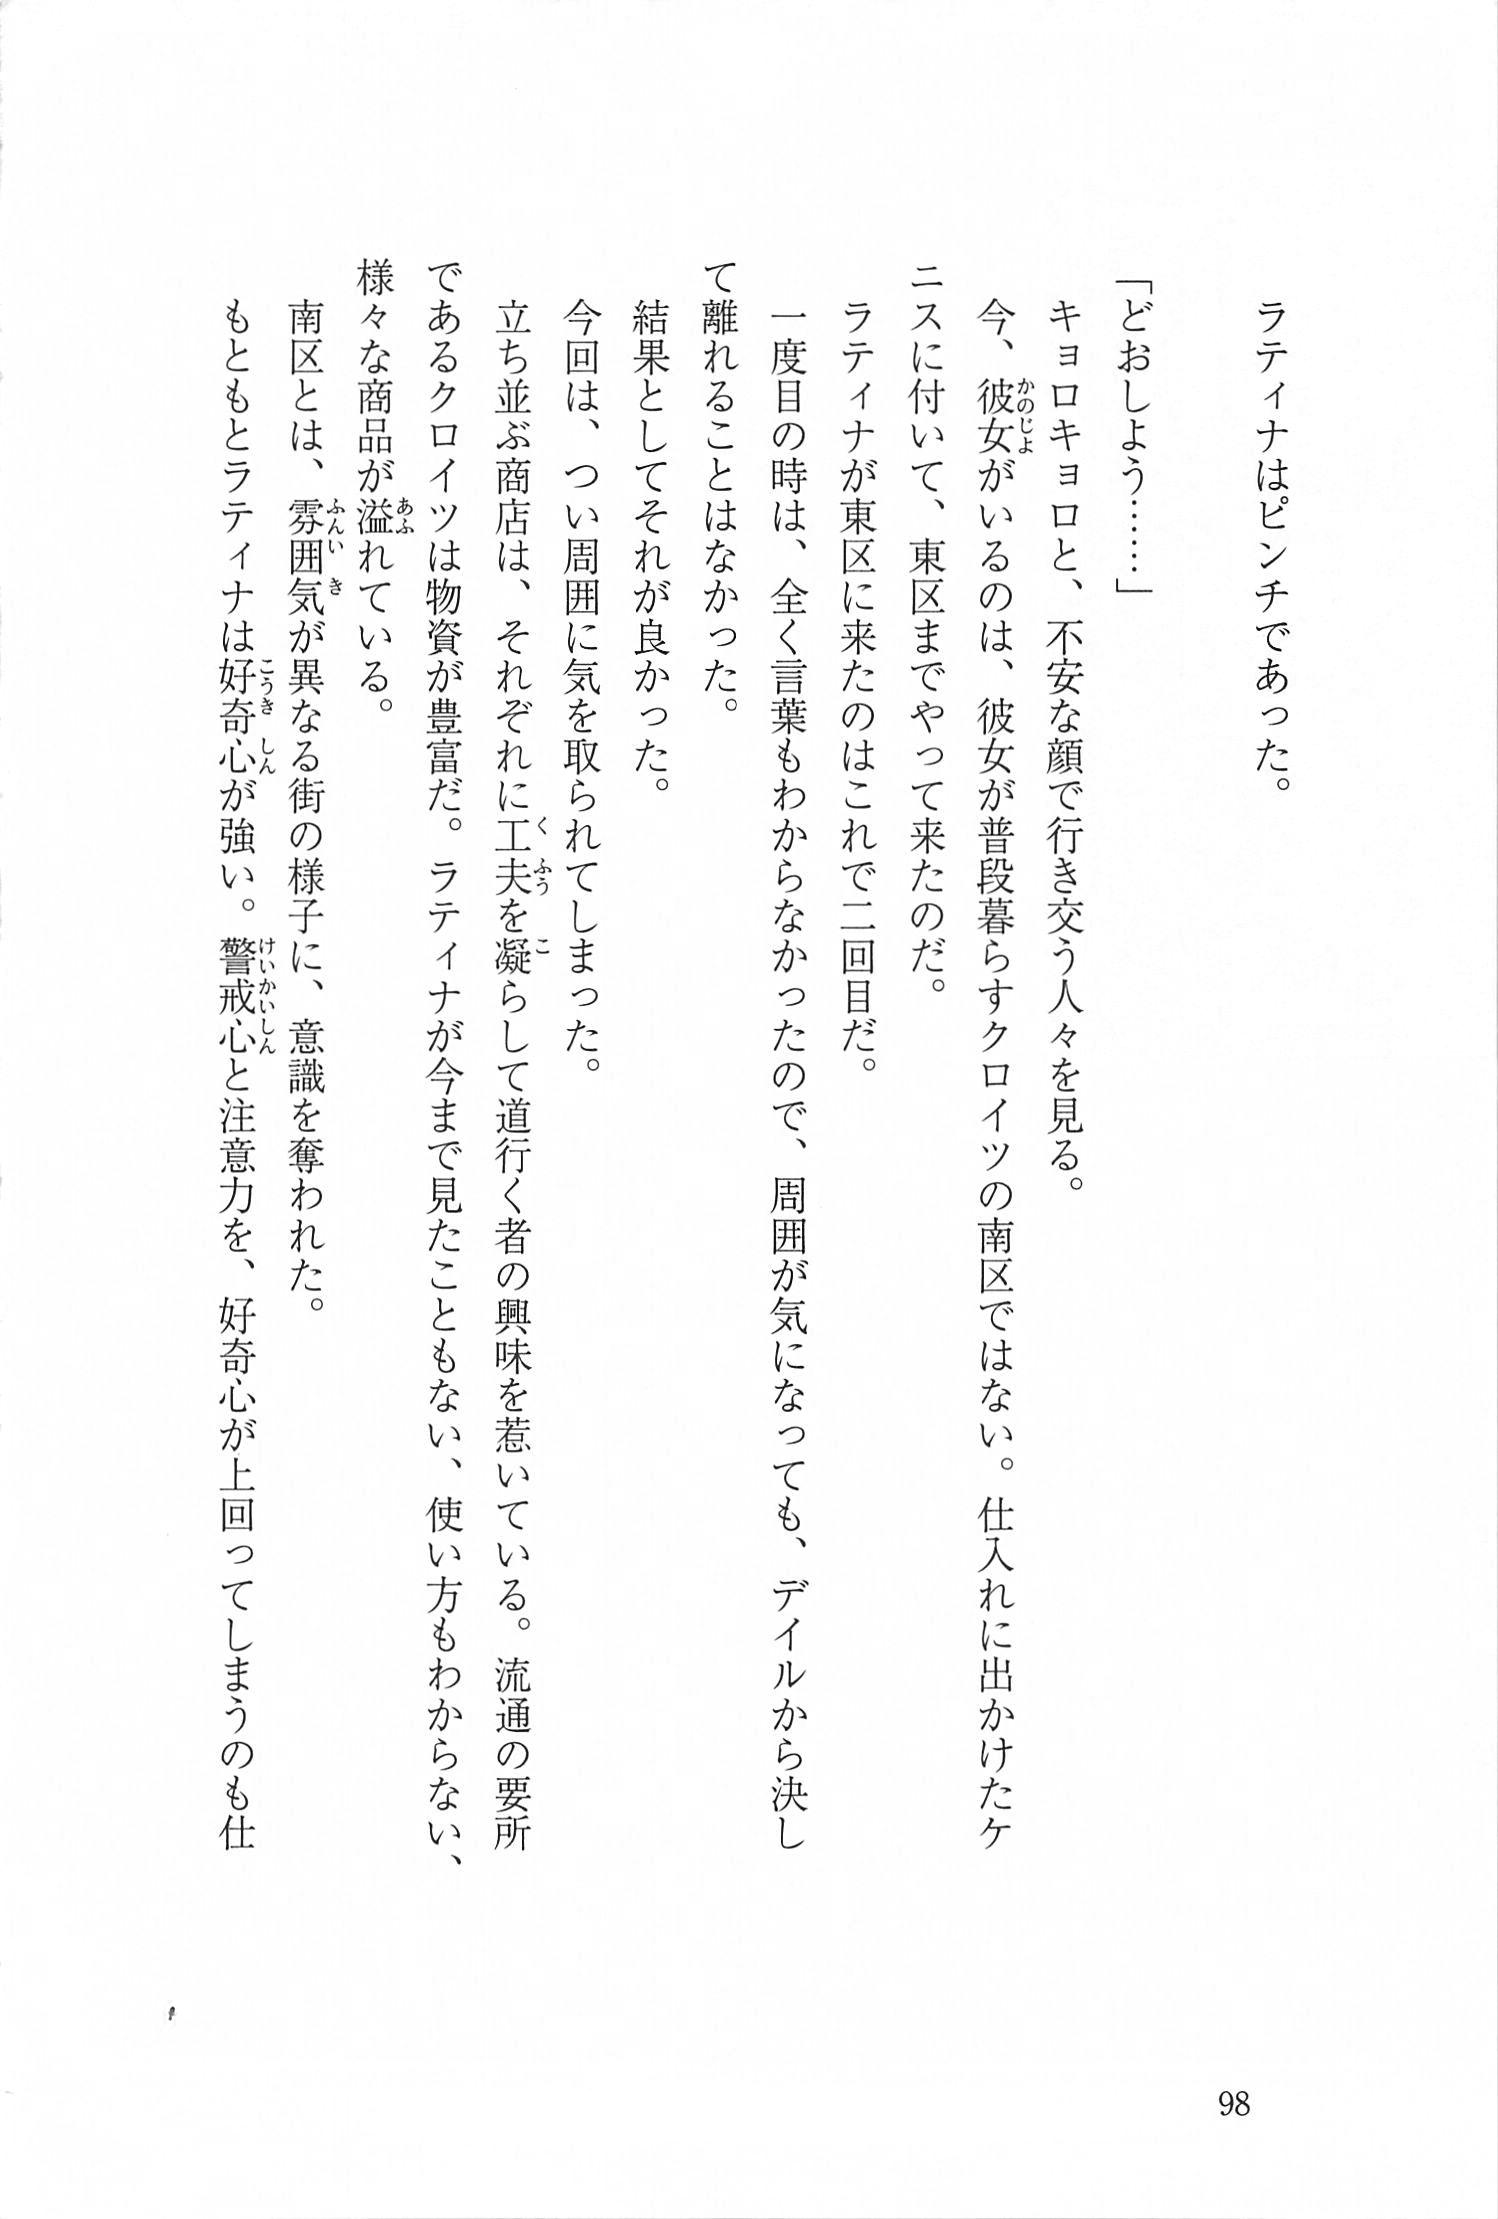 ラティナはピンチであった。
「どおしよう……」
　キョロキョロと、不安な顔で行き交う人々を見る。
　今、彼女がいるのは、彼女が普段暮らすクロイツの南区ではない。仕入れに出かけたケ
ニスに付いて、東区までやって来たのだ。
　ラティナが東区に来たのはこれで二回目だ。
　一度目の時は、全く言葉もわからなかったので、周囲が気になっても、デイルから決し
て離れることはなかった。
　結果としてそれが良かった。
　今回は、つい周囲に気を取られてしまった。
　立ち並ぶ商店は、それぞれに工夫を凝らして道行く者の興味を惹いている。流通の要所
であるクロイツは物資が豊富だ。ラティナが今まで見たこともない、使い方もわからない、
様々な商品が溢れている。
　南区とは、雰囲気が異なる街の様子に、意識を奪われた。
　もともとラティナは好奇心が強い。警戒心と注意力を、好奇心が上回ってしまうのも仕
98